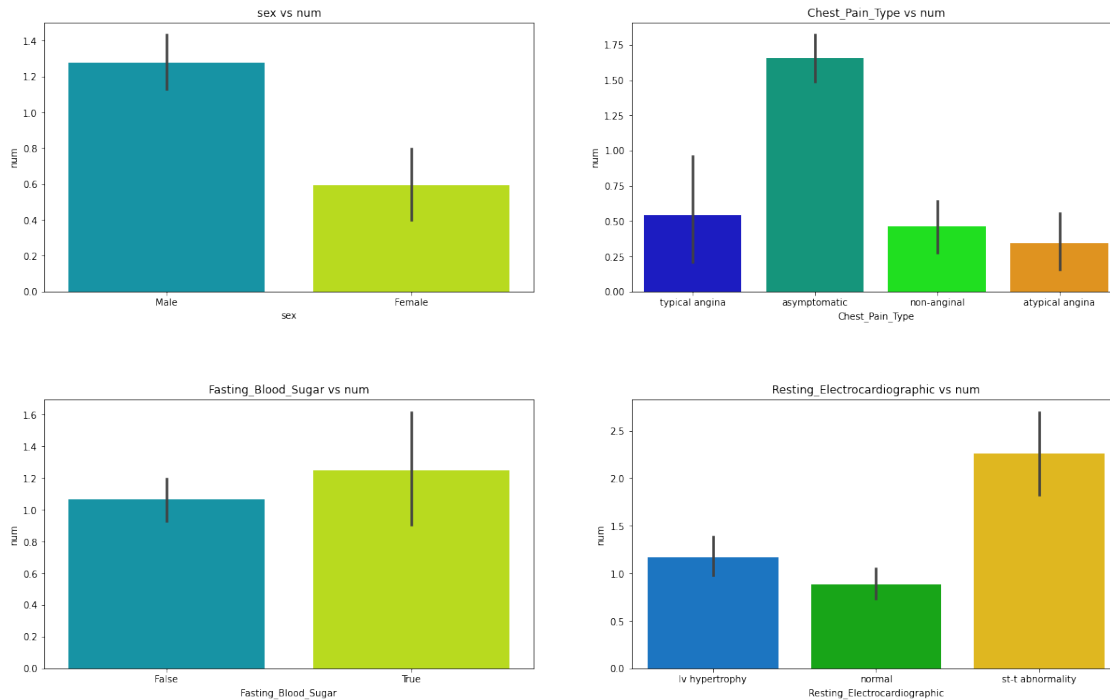 sex vs num
1.4
1.2
1.0
0.8
0.6
0.4
0.2
0.0
num
Male Female
sex
Chest_Pain_Type vs num
1.75
1.50
1.25
1.00
0.75
0.50
0.25
0.00
num
typical angina asymptomatic non-anginal atypical angina
Chest_Pain_Type
Fasting_Blood_Sugar vs num
1.6
1.4
1.2
1.0
0.8
0.6
0.4
0.2
0.0
num
False True
Fasting_Blood_Sugar
Resting_Electrocardiographic vs num
2.5
2.0
1.5
1.0
0.5
0.0
num
lv hypertrophy normal st-t abnormality
Resting_Electrocardiographic